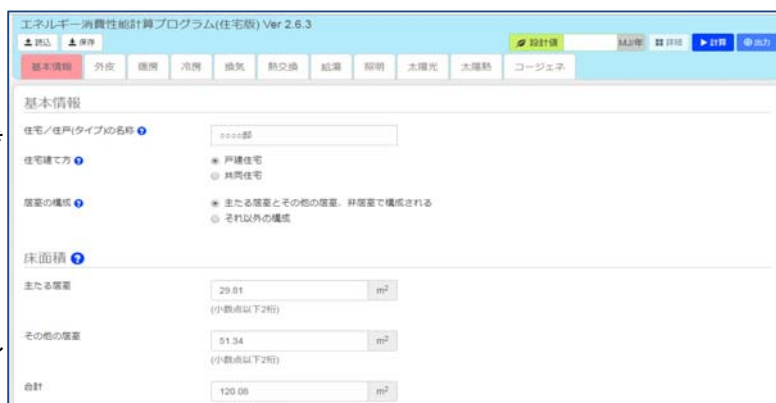 エネルギー消費性能計算プログラム(住宅版) Ver 2.6.3
読込 保存 設計値 MJ/年 詳細 計算 出力
基本情報 外皮 暖房 冷房 換気 熱交換 給湯 照明 太陽光 太陽熱 コージェネ
基本情報
住宅／住戸(タイプ)の名称 ○○○○邸
住宅建て方 戸建住宅
共同住宅
居室の構成 主たる居室とその他の居室、非居室で構成される
それ以外の構成
床面積
主たる居室 29.81 m²
(小数点以下2桁)
その他の居室 51.34 m²
(小数点以下2桁)
合計 120.08 m²